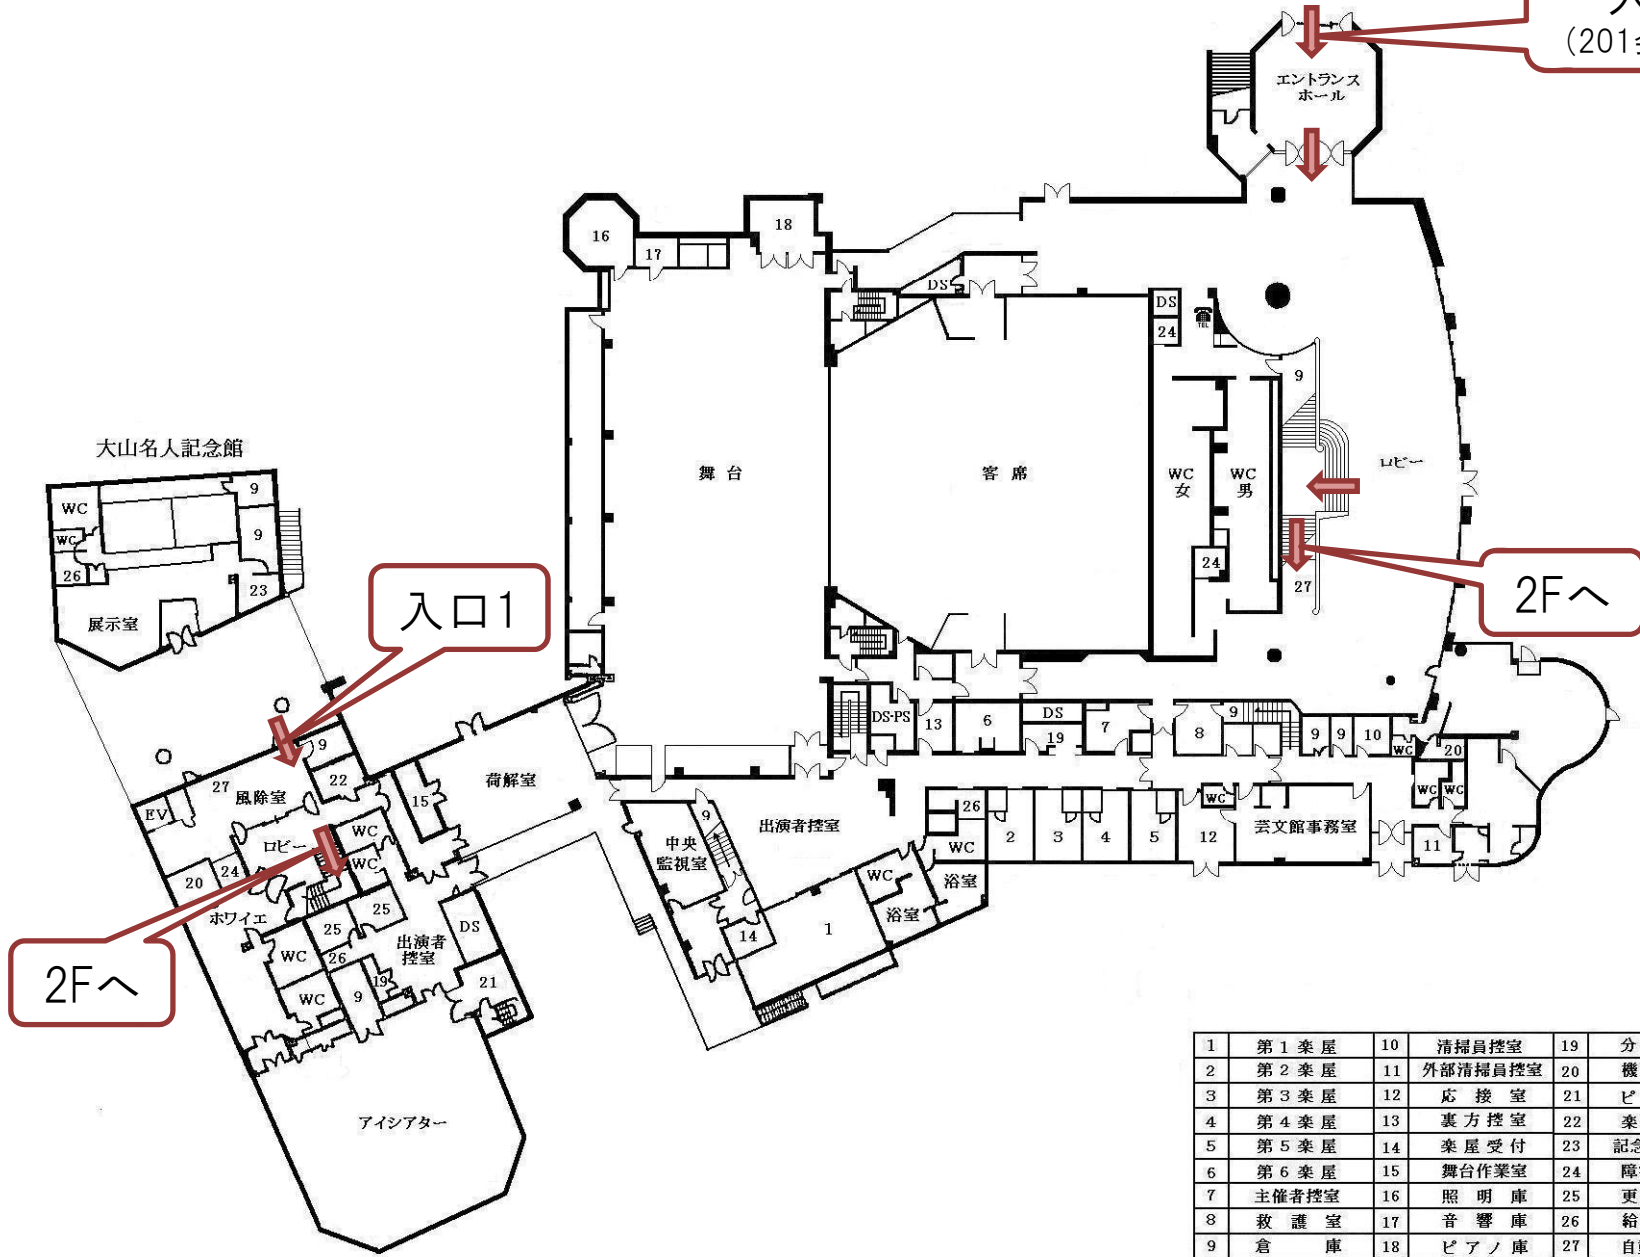 (201
エントランス
ホール
16
17
18
DS
DS
24
TEL
9
大山名人記念館
WC
9
WC
9
26
23
展示室
舞台
客席
WC
女
WC
男
ロビー
24
27
入口1
2Fへ
9
22
27
風除室
EV
15
荷解室
DS・PS
13
6
DS
19
7
8
9
9
9
10
WC
20
WC
WC
ロビー
WC
WC
24
20
中央
監視室
9
出演者控室
26
WC
2
3
4
5
12
WC
芸文館事務室
11
ホワイエ
25
25
DS
出演者
控室
WC
26
WC
9
19
21
14
1
WC
浴室
浴室
2Fへ
アイシアター
1 第1楽屋 10 清掃員控室 19 分
2 第2楽屋 11 外部清掃員控室 20 機
3 第3楽屋 12 応接室 21 ピ
4 第4楽屋 13 裏方控室 22 楽
5 第5楽屋 14 楽屋受付 23 記念
6 第6楽屋 15 舞台作業室 24 障
7 主催者控室 16 照明庫 25 更
8 救護室 17 音響庫 26 給
9 倉庫 18 ピアノ庫 27 自